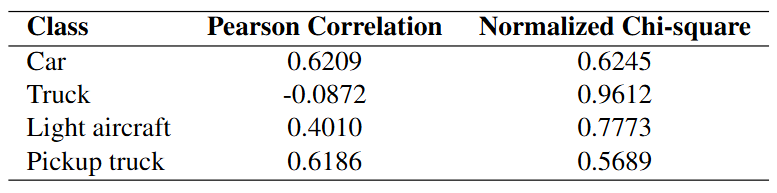 Class Pearson Correlation Normalized Chi-square
Car 0.6209 0.6245
Truck -0.0872 0.9612
Light aircraft 0.4010 0.7773
Pickup truck 0.6186 0.5689